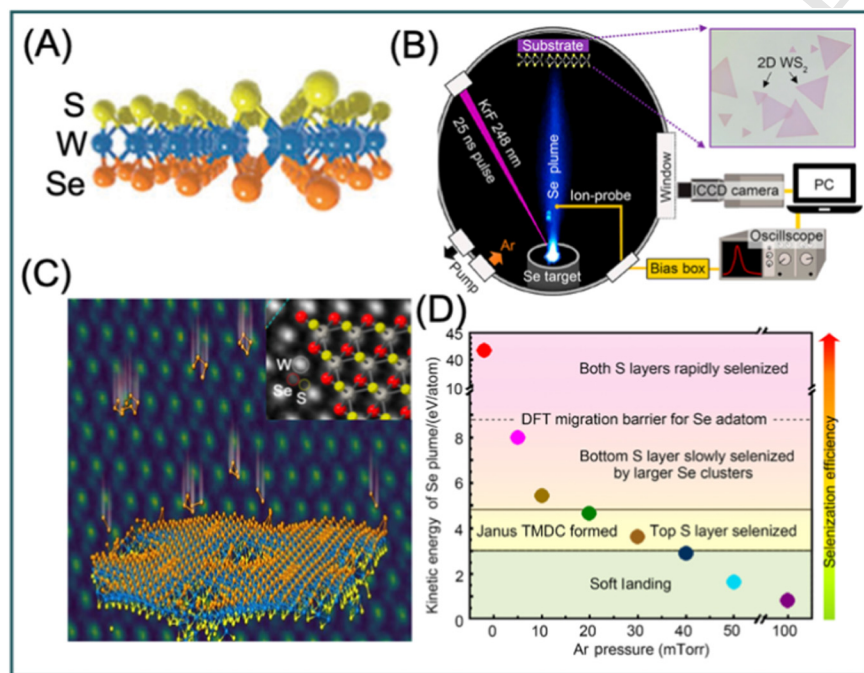 (A)
S
W
Se
(B)
Substrate
KrF 248 nm
25 ns pulse
Se plume
Ion-probe
Window
Ar
Pump
Se target
2D WS₂
ICCD camera
PC
Oscillscope
Bias box
(C)
W
Se
S
(D)
Kinetic energy of Se plume/(eV/atom)
45
40
10
8
6
4
2
0
Both S layers rapidly selenized
DFT migration barrier for Se adatom
Bottom S layer slowly selenized
by larger Se clusters
Janus TMDC formed
Top S layer selenized
Soft landing
0
10
20
30
40
50
100
Ar pressure (mTorr)
Selenization efficiency